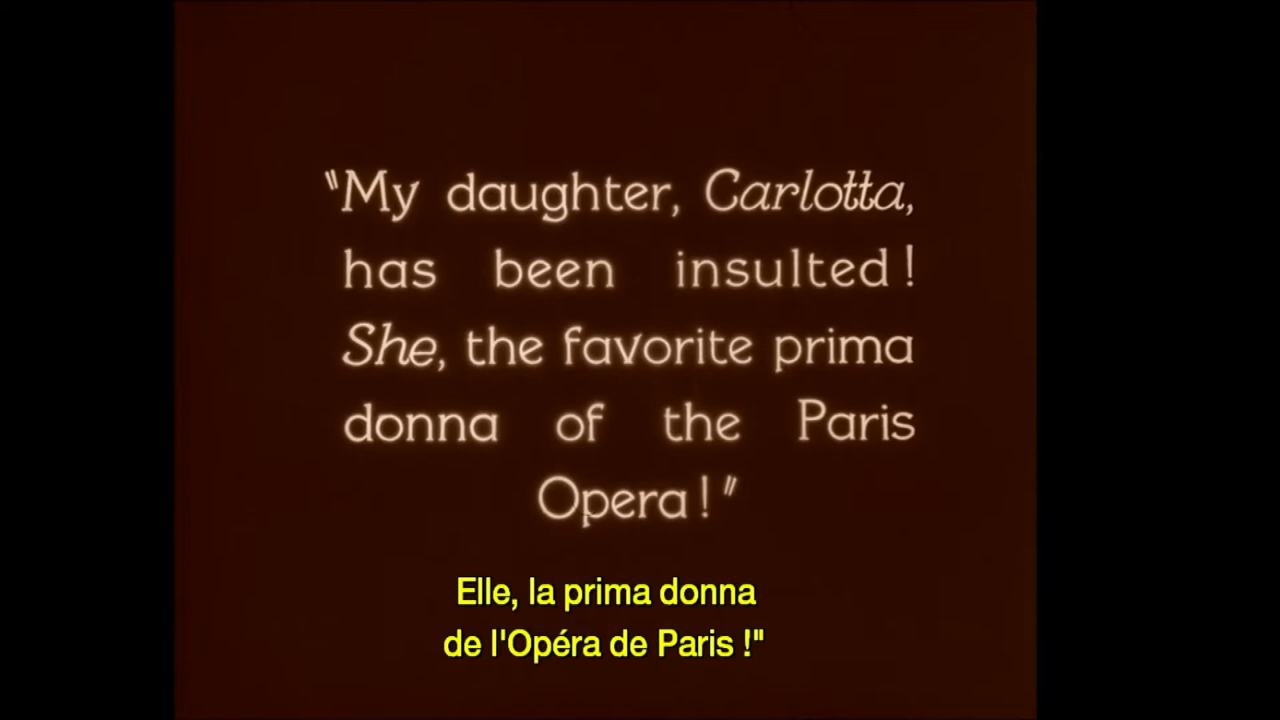 "My daughter, Carlotta,
has been insulted!
She, the favorite prima
donna of the Paris
Opera!"
Elle, la prima donna
de l'Opéra de Paris !"